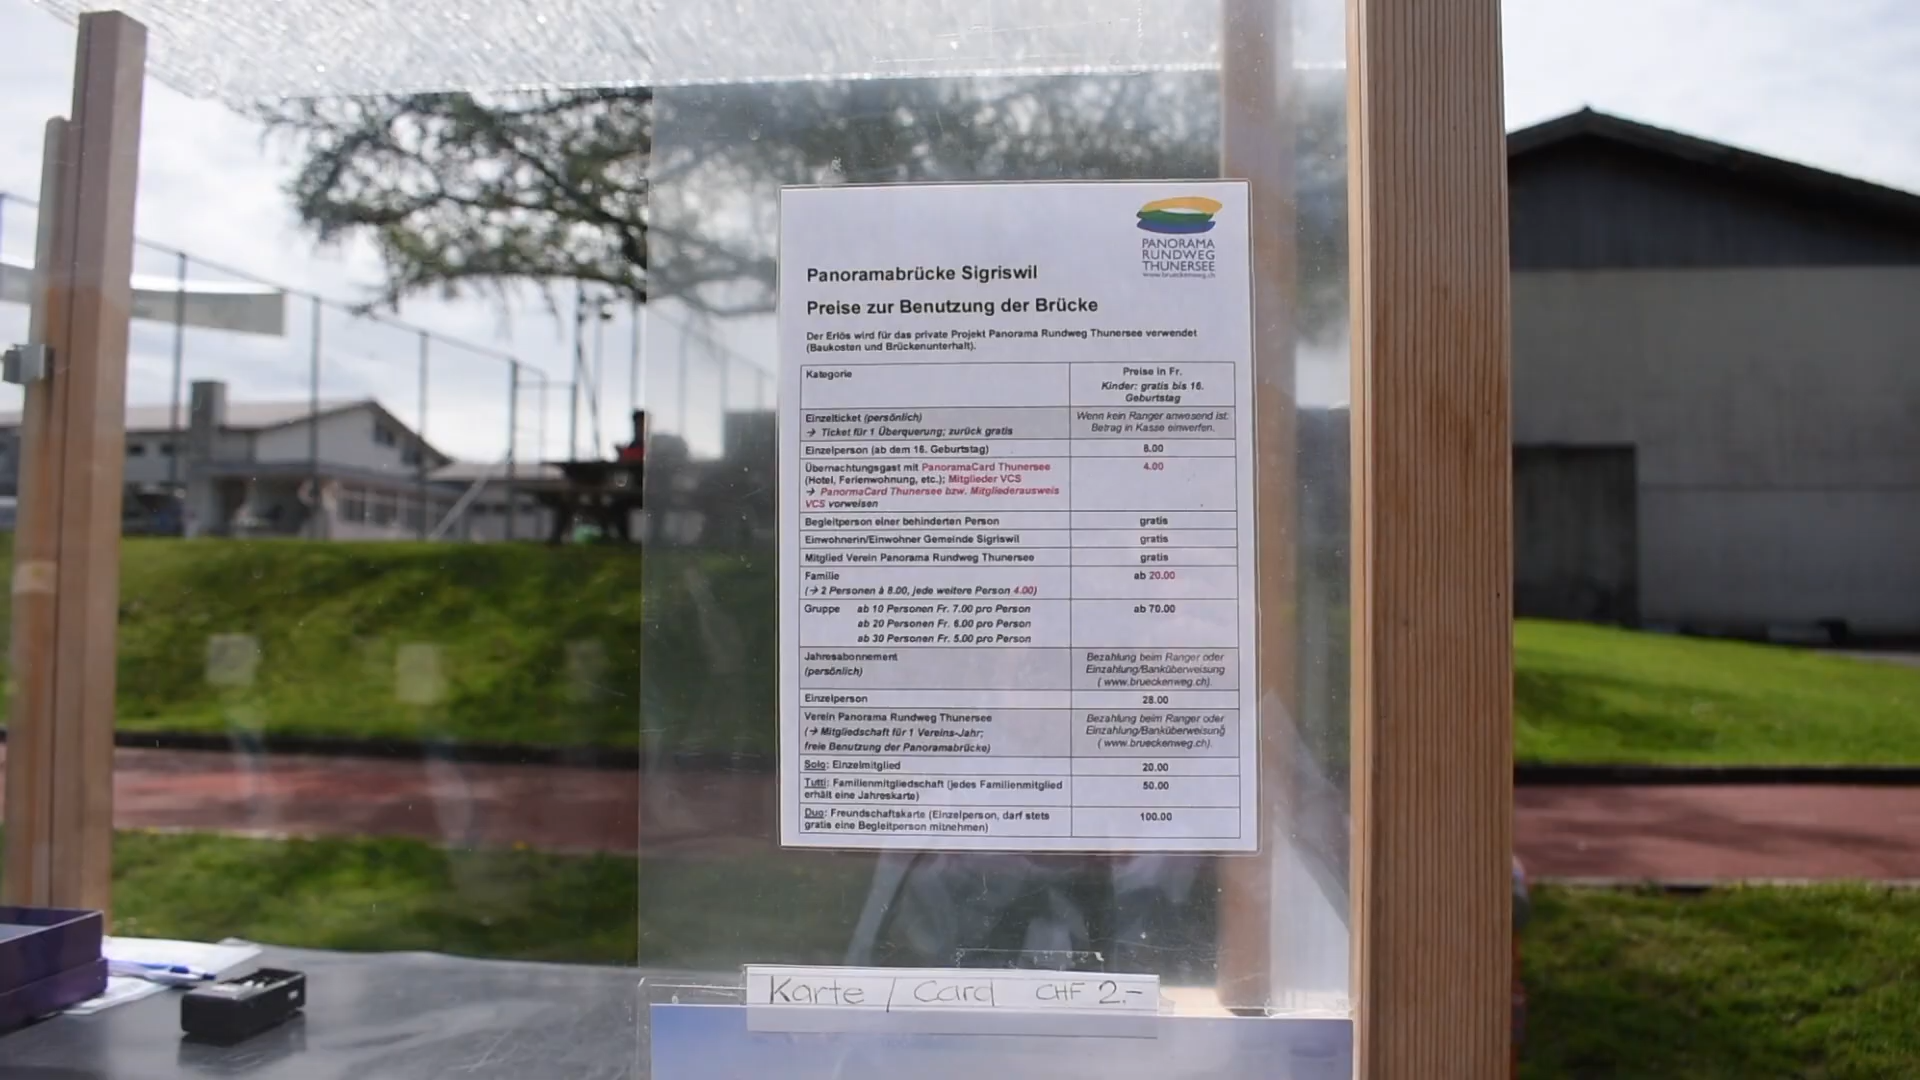 PANORAMA
RUNDWEG
THUNERSEE
www.brueckenweg.ch
Panoramabrücke Sigriswil
Preise zur Benutzung der Brücke
Der Erlös wird für das private Projekt Panorama Rundweg Thunersee verwendet
(Baukosten und Brückenunterhalt).
Kategorie
Preise in Fr.
Kinder: gratis bis 16.
Geburtstag
Einzelticket (persönlich)
→ Ticket für 1 Überquerung; zurück gratis
Wenn kein Ranger anwesend ist:
Betrag in Kasse einwerfen.
Einzelperson (ab dem 16. Geburtstag)
8.00
Übernachtungsgast mit PanoramaCard Thunersee
(Hotel, Ferienwohnung, etc.); Mitglieder VCS
→ PanormaCard Thunersee bzw. Mitgliederausweis
VCS vorweisen
4.00
Begleitperson einer behinderten Person
gratis
Einwohnerin/Einwohner Gemeinde Sigriswil
gratis
Mitglied Verein Panorama Rundweg Thunersee
gratis
Familie
(→ 2 Personen à 8.00, jede weitere Person 4.00)
ab 20.00
Gruppe ab 10 Personen Fr. 7.00 pro Person
ab 20 Personen Fr. 6.00 pro Person
ab 30 Personen Fr. 5.00 pro Person
ab 70.00
Jahresabonnement
(persönlich)
Bezahlung beim Ranger oder
Einzahlung/Banküberweisung
( www.brueckenweg.ch).
Einzelperson
28.00
Verein Panorama Rundweg Thunersee
(→ Mitgliedschaft für 1 Vereins-Jahr;
freie Benutzung der Panoramabrücke)
Bezahlung beim Ranger oder
Einzahlung/Banküberweisung
( www.brueckenweg.ch).
Solo: Einzelmitglied
20.00
Tutti: Familienmitgliedschaft (jedes Familienmitglied
erhält eine Jahreskarte)
50.00
Duo: Freundschaftskarte (Einzelperson, darf stets
gratis eine Begleitperson mitnehmen)
100.00
Karte / Card CHF 2.-